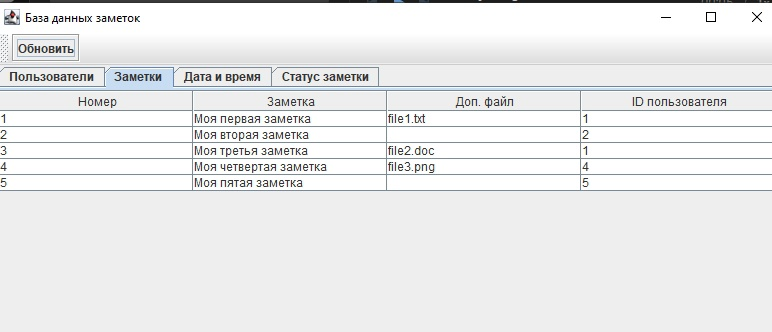 База данных заметок
Обновить
Пользователи Заметки Дата и время Статус заметки
Номер Заметка Доп. файл ID пользователя
1 Моя первая заметка file1.txt 1
2 Моя вторая заметка 2
3 Моя третья заметка file2.doc 1
4 Моя четвертая заметка file3.png 4
5 Моя пятая заметка 5